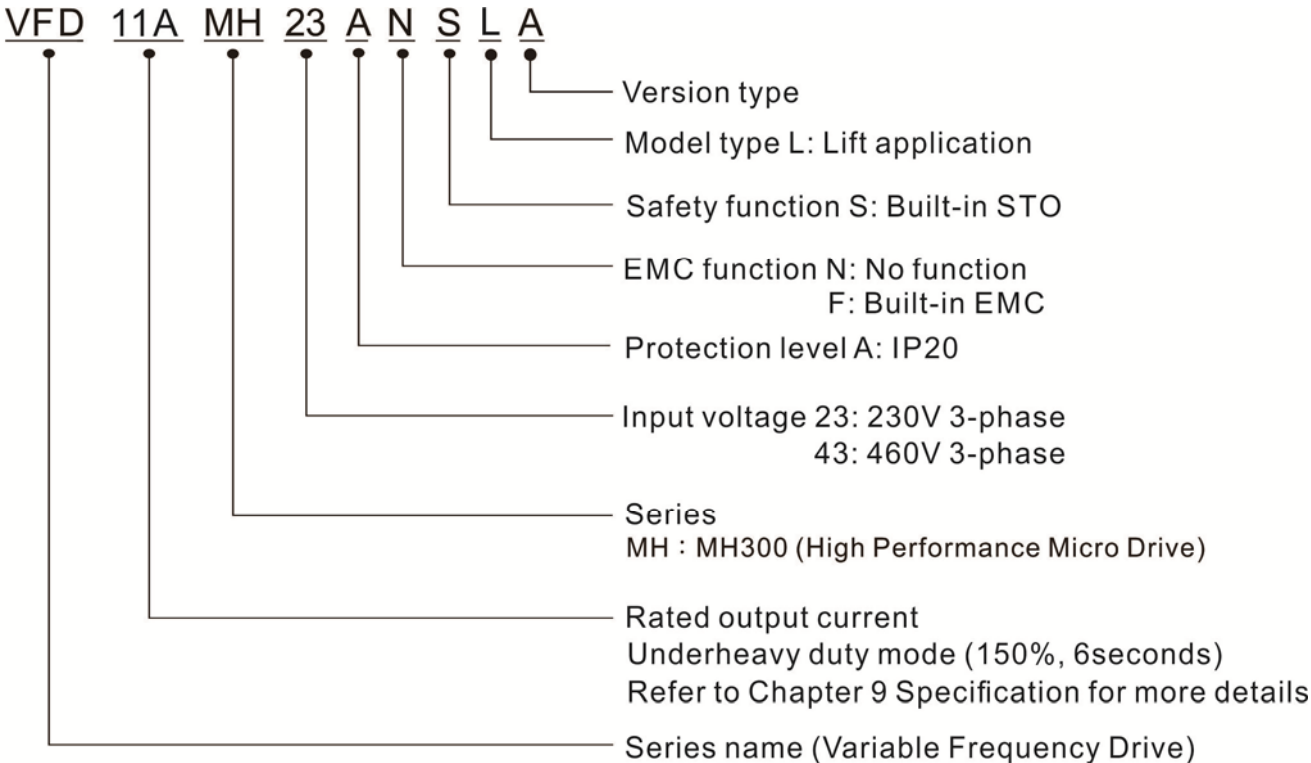 VFD 11A MH 23 A N S L A
Version type
Model type L: Lift application
Safety function S: Built-in STO
EMC function N: No function
F: Built-in EMC
Protection level A: IP20
Input voltage 23: 230V 3-phase
43: 460V 3-phase
Series
MH : MH300 (High Performance Micro Drive)
Rated output current
Underheavy duty mode (150%, 6seconds)
Refer to Chapter 9 Specification for more details
Series name (Variable Frequency Drive)